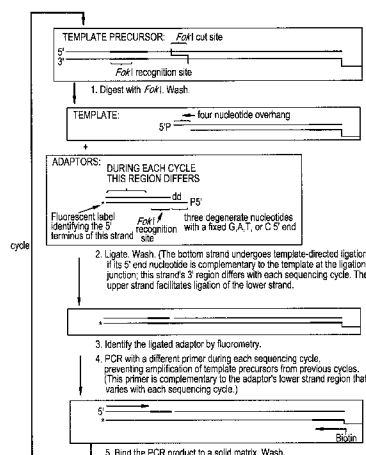 TEMPLATE PRECURSOR: FokI cut site
5'
3'
FokI recognition site
1. Digest with FokI. Wash.
TEMPLATE: four nucleotide overhang
5'P
+
ADAPTORS:
DURING EACH CYCLE
THIS REGION DIFFERS
dd
* P5'
Fluorescent label
identifying the 5'
terminus of this strand
FokI
recognition
site
three degenerate nucleotides
with a fixed G,A,T, or C 5' end
cycle
2. Ligate. Wash. (The bottom strand undergoes template-directed ligation
if its 5' end nucleotide is complementary to the template at the ligation
junction; this strand's 3' region differs with each sequencing cycle. The
upper strand facilitates ligation of the lower strand.
*
3. Identify the ligated adaptor by fluorometry.
4. PCR with a different primer during each sequencing cycle,
preventing amplification of template precursors from previous cycles.
(This primer is complementary to the adaptor's lower strand region that
varies with each sequencing cycle.)
5'
*
Biotin
5. Bind the PCR product to a solid matrix. Wash.